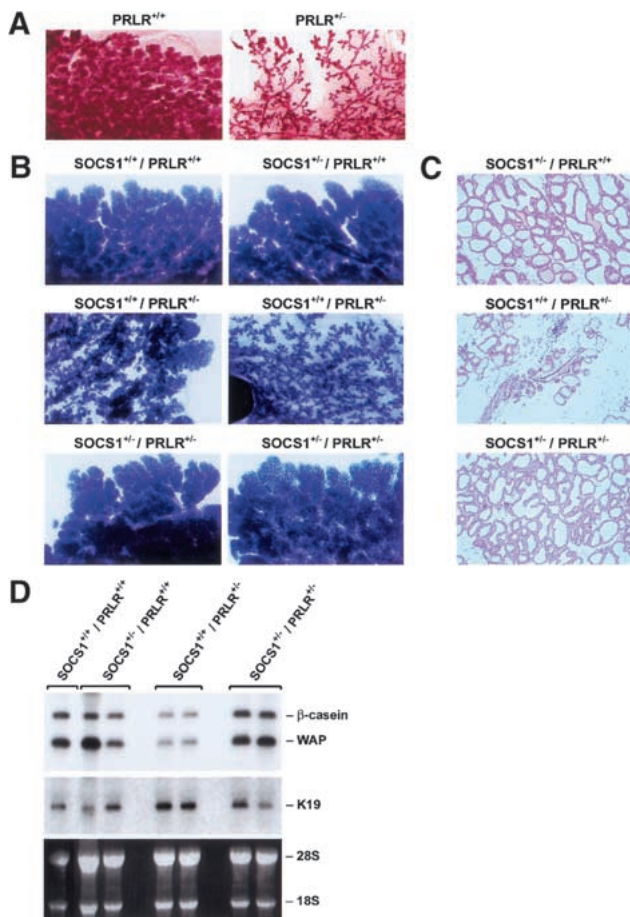 A
PRLR+/+ PRLR+/-
B
SOCS1+/+ / PRLR+/+ SOCS1+/- / PRLR+/+
C
SOCS1+/- / PRLR+/+
SOCS1+/+ / PRLR+/- SOCS1+/+ / PRLR+/- SOCS1+/+ / PRLR+/-
SOCS1+/- / PRLR+/- SOCS1+/- / PRLR+/- SOCS1+/- / PRLR+/-
D
SOCS1+/+ / PRLR+/+
SOCS1+/- / PRLR+/+
SOCS1+/+ / PRLR+/-
SOCS1+/- / PRLR+/-
β-casein
WAP
K19
28S
18S